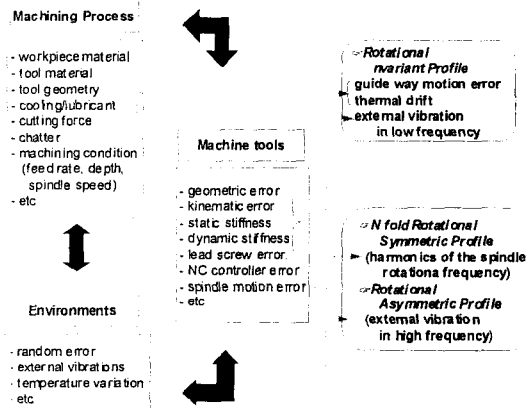 Machining Process
- workpiece material
- tool material
- tool geometry
- cooling/lubricant
- cutting force
- chatter
- machining condition
(feed rate, depth,
spindle speed)
- etc
Environments
- random error
- external vibrations
- temperature variation
- etc
Machine tools
- geometric error
- kinematic error
- static stiffness
- dynamic stiffness
- lead screw error
- NC controller error
- spindle motion error
- etc
☞Rotational
nvariant Profile
guide way motion error
thermal drift
external vibration
in low frequency
☞N fold Rotational
Symmetric Profile
(harmonics of the spindle
rotationa frequency)
☞Rotational
Asymmetric Profile
(external vibration
in high frequency)